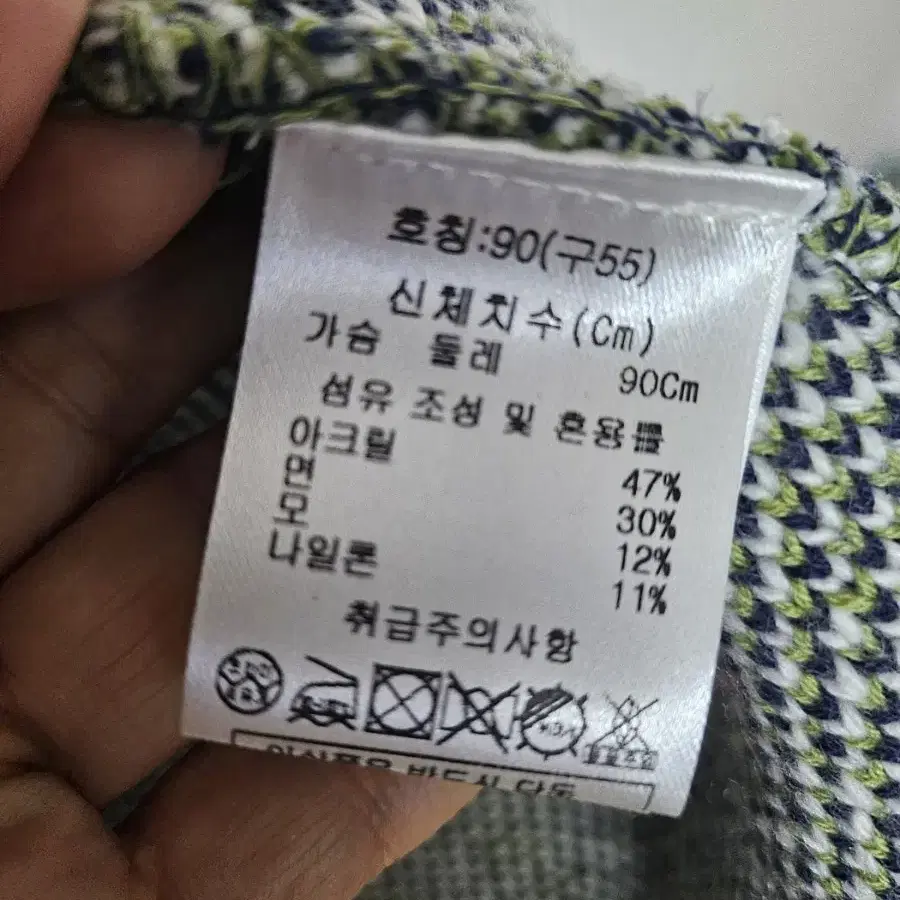 호칭:90(구55)
신체치수(Cm)
가슴 둘레 90Cm
섬유 조성 및 혼용률
아크릴 47%
면 30%
모 12%
나일론 11%
취급주의사항